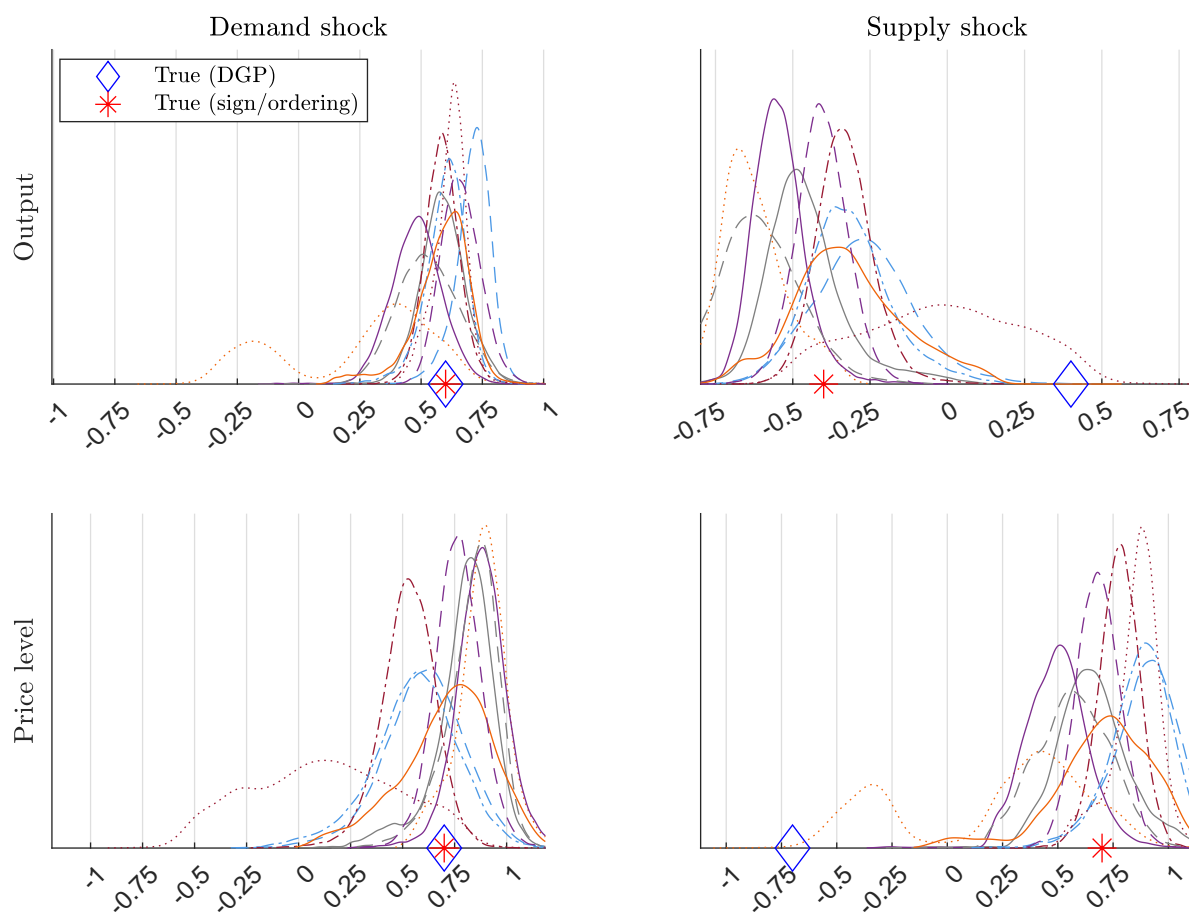 Demand shock
Supply shock
True (DGP)
True (sign/ordering)
Output
-1 -0.75 -0.5 -0.25 0 0.25 0.5 0.75 1
-0.75 -0.5 -0.25 0 0.25 0.5 0.75
Price level
-1 -0.75 -0.5 -0.25 0 0.25 0.5 0.75 1
-1 -0.75 -0.5 -0.25 0 0.25 0.5 0.75 1